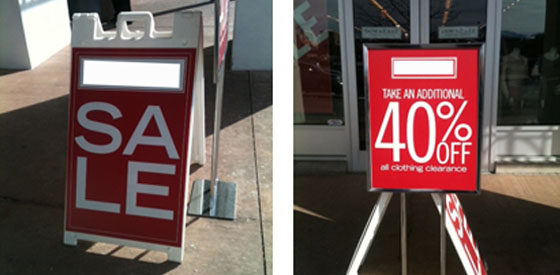 SA
LE
TAKE AN ADDITIONAL
40% OFF
all clothing clearance